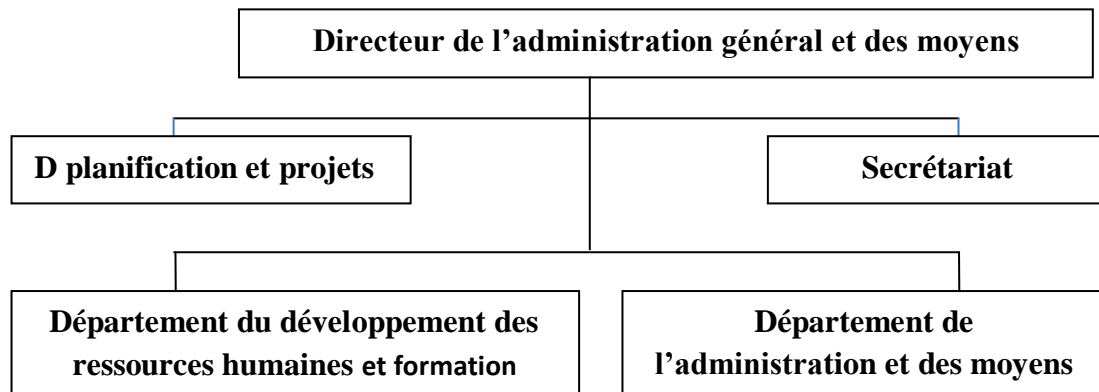 Directeur de l’administration général et des moyens
D planification et projets
Secrétariat
Département du développement des
ressources humaines et formation
Département de
l’administration et des moyens